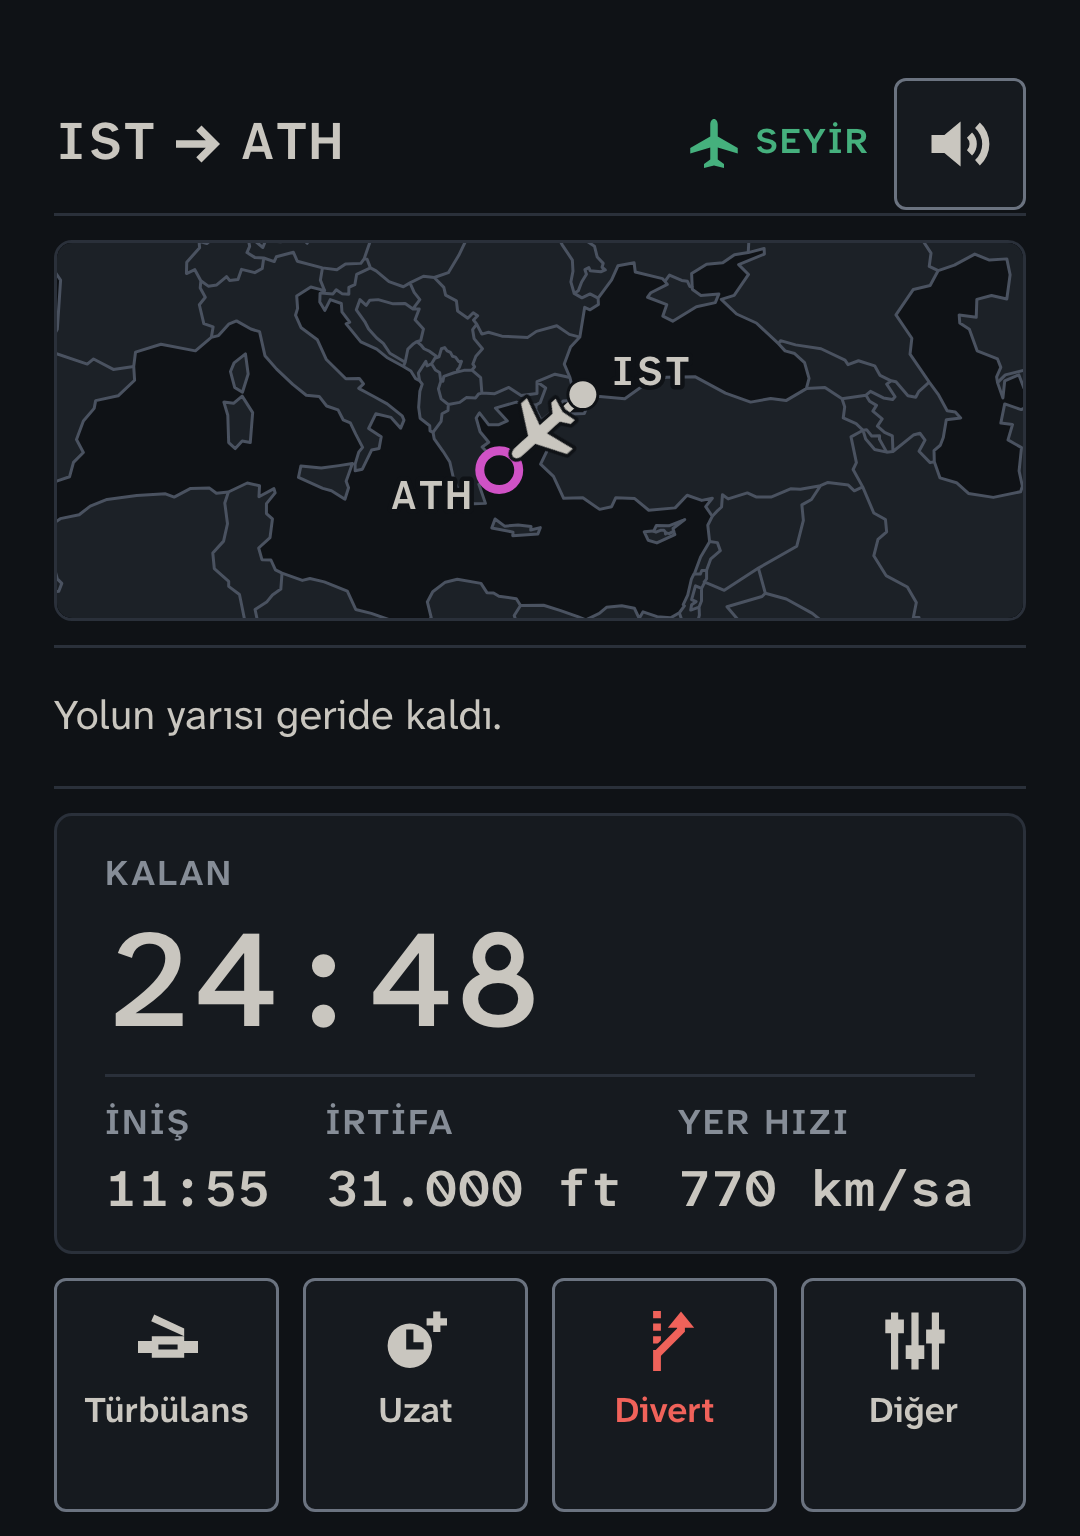 IST → ATH
SEYİR
IST
ATH
Yolun yarısı geride kaldı.
KALAN
24:48
İNİŞ İRTİFA YER HIZI
11:55 31.000 ft 770 km/sa
Türbülans Uzat Divert Diğer